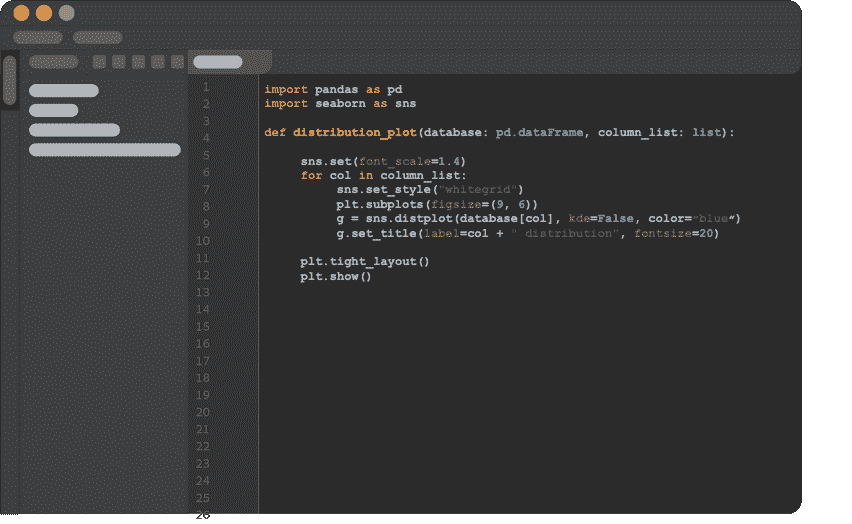 1
2
3
4
5
6
7
8
9
10
11
12
13
14
15
16
17
18
19
20
21
22
23
24
25
26
import pandas as pd
import seaborn as sns
def distribution_plot(database: pd.dataFrame, column_list: list):
sns.set(font_scale=1.4)
for col in column_list:
sns.set_style("whitegrid")
plt.subplots(figsize=(9, 6))
g = sns.distplot(database[col], kde=False, color="blue”)
g.set_title(label=col + " distribution", fontsize=20)
plt.tight_layout()
plt.show()